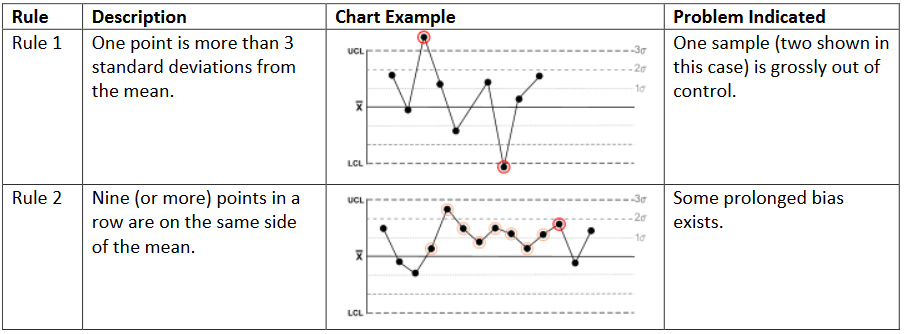 Rule Description Chart Example Problem Indicated
Rule 1
One point is more than 3
standard deviations from
the mean.
UCL
X̄
LCL
3σ
2σ
1σ
One sample (two shown in
this case) is grossly out of
control.
Rule 2
Nine (or more) points in a
row are on the same side
of the mean.
UCL
X̄
LCL
3σ
2σ
1σ
Some prolonged bias
exists.